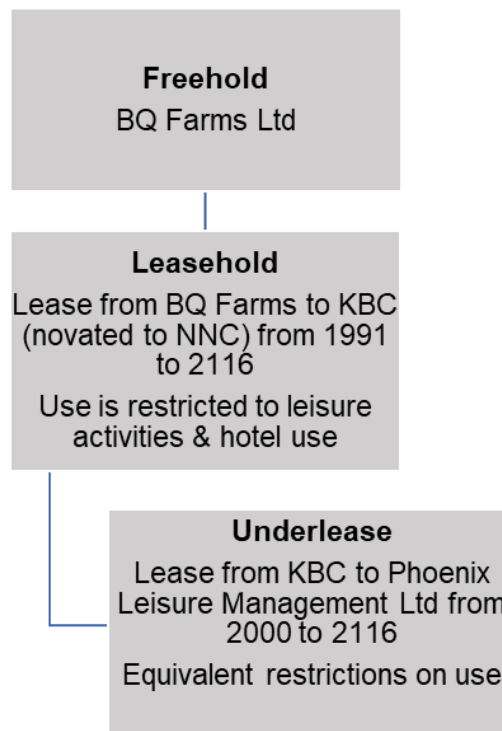 Freehold
BQ Farms Ltd
Leasehold
Lease from BQ Farms to KBC
(novated to NNC) from 1991
to 2116
Use is restricted to leisure
activities & hotel use
Underlease
Lease from KBC to Phoenix
Leisure Management Ltd from
2000 to 2116
Equivalent restrictions on use